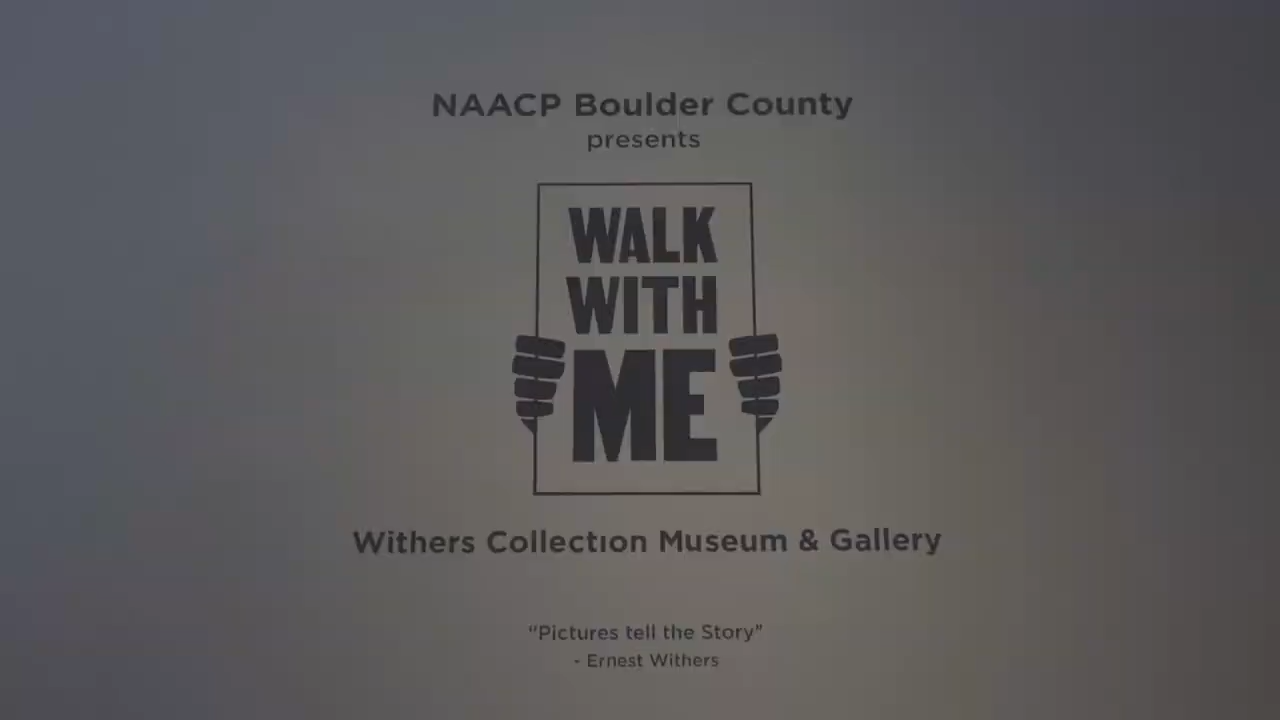 NAACP Boulder County
presents
WALK
WITH
ME
Withers Collection Museum & Gallery
“Pictures tell the Story”
- Ernest Withers